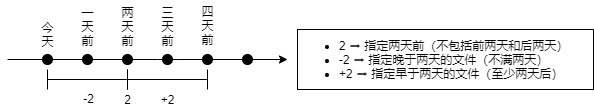 今天
一天前
两天前
三天前
四天前
-2
2
+2
2 → 指定两天前（不包括前两天和后两天）
-2 → 指定晚于两天的文件（不满两天）
+2 → 指定早于两天的文件（至少两天后）